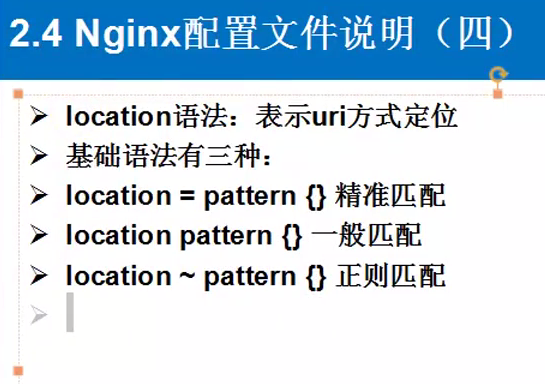 2.4 Nginx配置文件说明（四）
location语法：表示uri方式定位
基础语法有三种：
location = pattern {} 精准匹配
location pattern {} 一般匹配
location ~ pattern {} 正则匹配